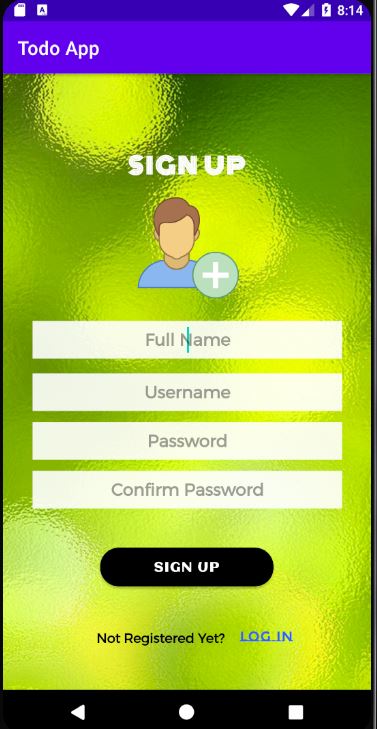 8:14
Todo App
SIGN UP
Full Name
Username
Password
Confirm Password
SIGN UP
Not Registered Yet? LOG IN